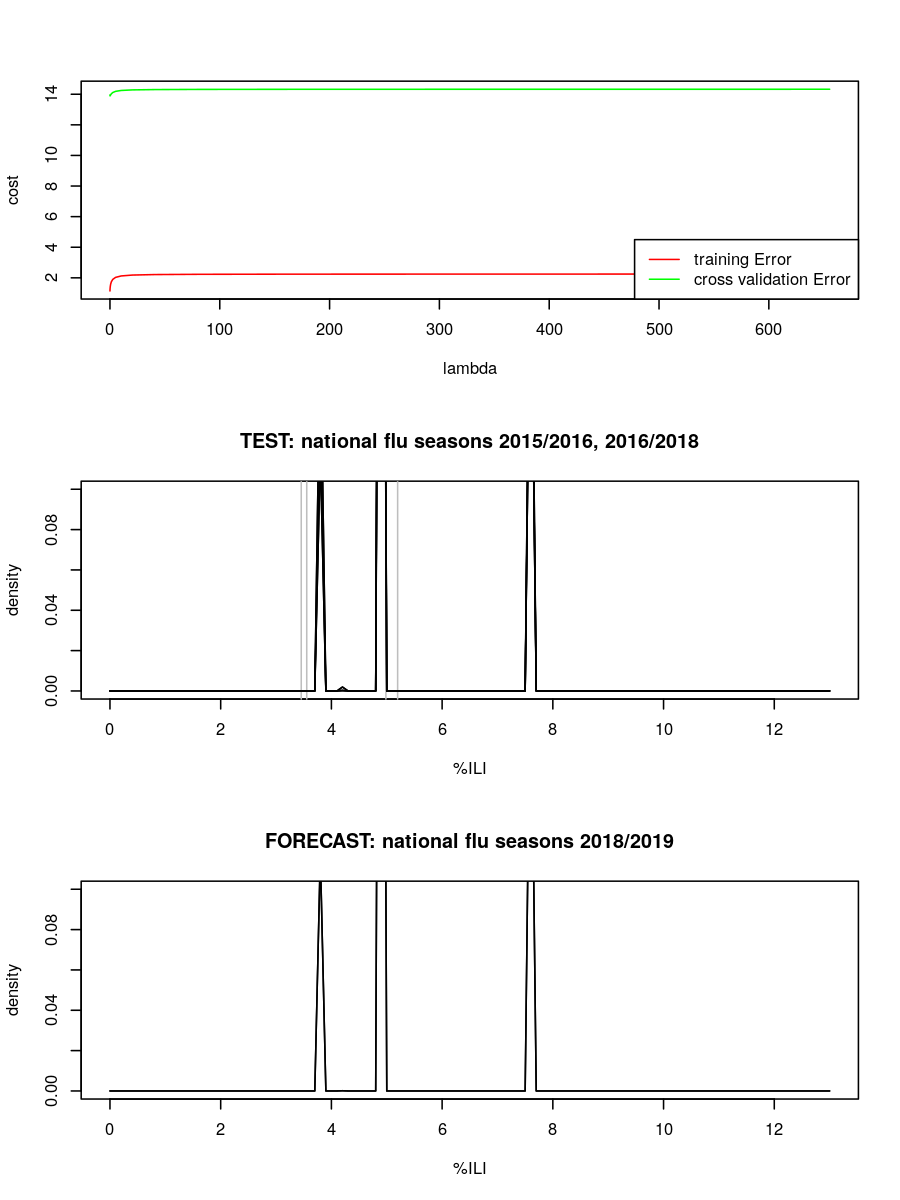 cost
14
10
8
6
4
2
training Error
cross validation Error
0 100 200 300 400 500 600
lambda
TEST: national flu seasons 2015/2016, 2016/2018
density
0.08
0.04
0.00
0 2 4 6 8 10 12
%ILI
FORECAST: national flu seasons 2018/2019
density
0.08
0.04
0.00
0 2 4 6 8 10 12
%ILI